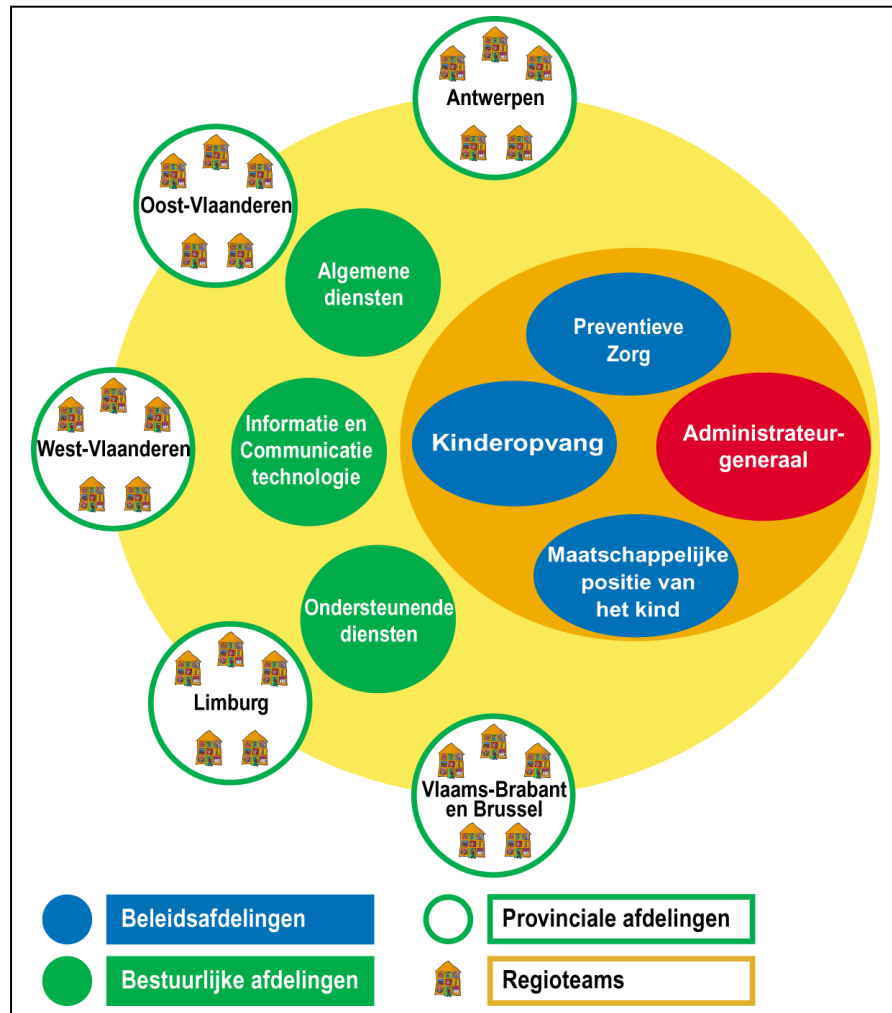 Antwerpen
Oost-Vlaanderen
Algemene
diensten
Preventieve
Zorg
West-Vlaanderen
Informatie en
Communicatie
technologie
Kinderopvang
Administrateur-
generaal
Maatschappelijke
positie van
het kind
Ondersteunende
diensten
Limburg
Vlaams-Brabant
en Brussel
Beleidsafdelingen
Provinciale afdelingen
Bestuurlijke afdelingen
Regioteams